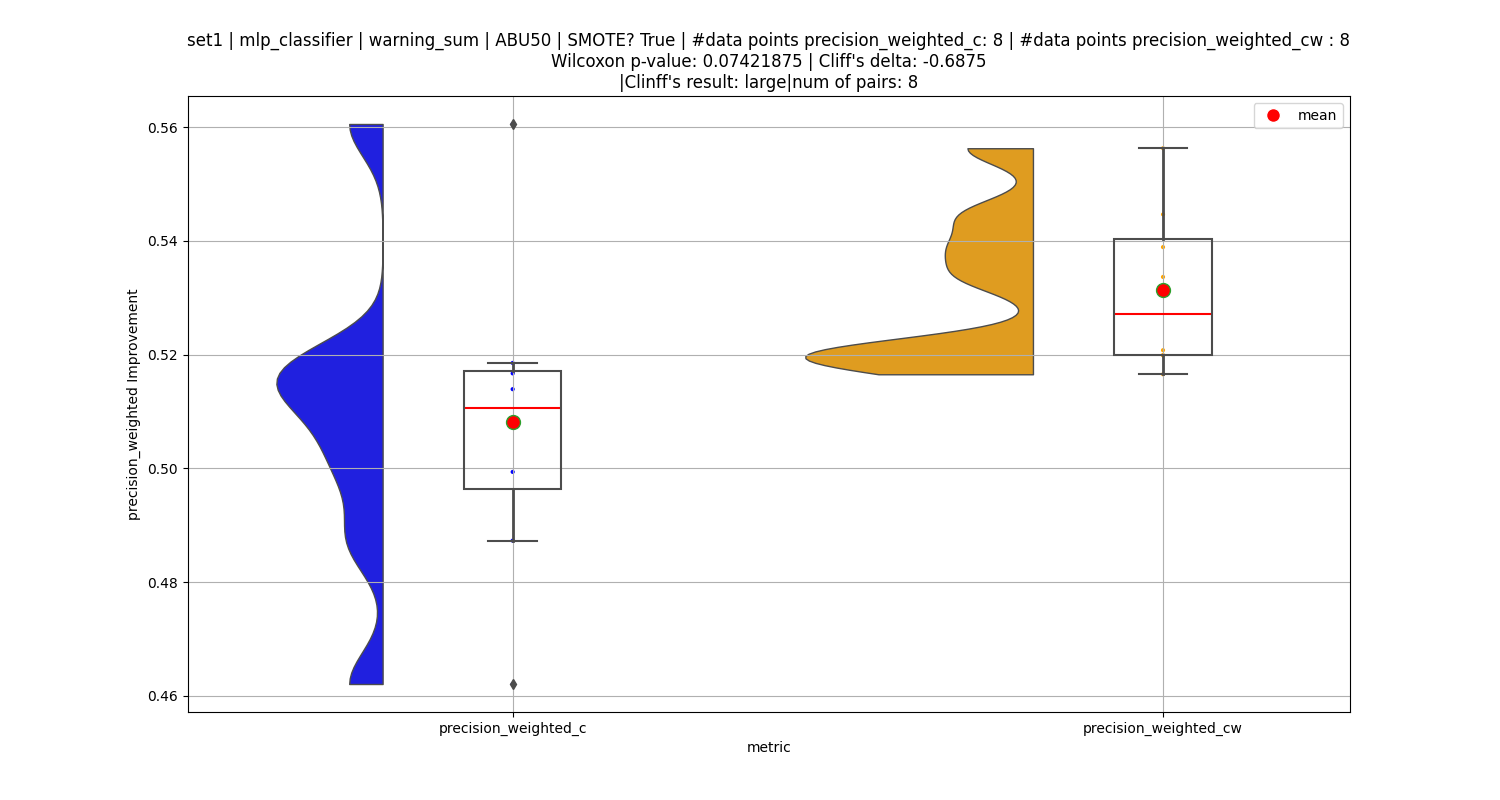 set1 | mlp_classifier | warning_sum | ABU50 | SMOTE? True | #data points precision_weighted_c: 8 | #data points precision_weighted_cw : 8
Wilcoxon p-value: 0.07421875 | Cliff's delta: -0.6875
|Clinff's result: large|num of pairs: 8
mean
0.56
0.54
0.52
0.50
0.48
0.46
precision_weighted Improvement
precision_weighted_c
precision_weighted_cw
metric